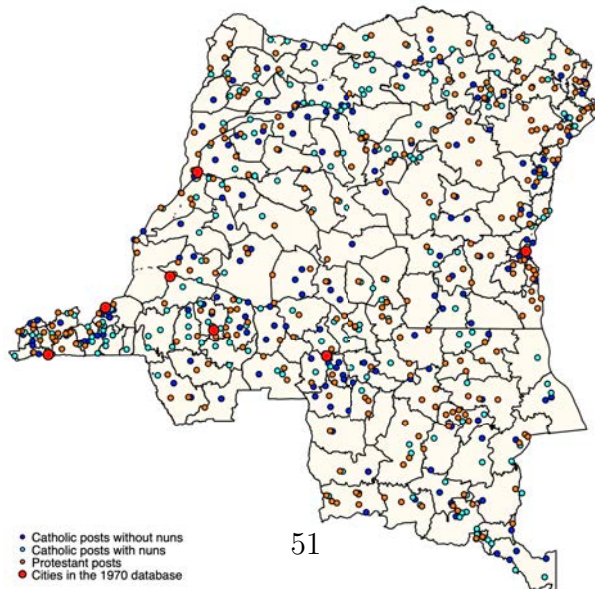 Catholic posts without nuns
Catholic posts with nuns
Protestant posts
Cities in the 1970 database
51